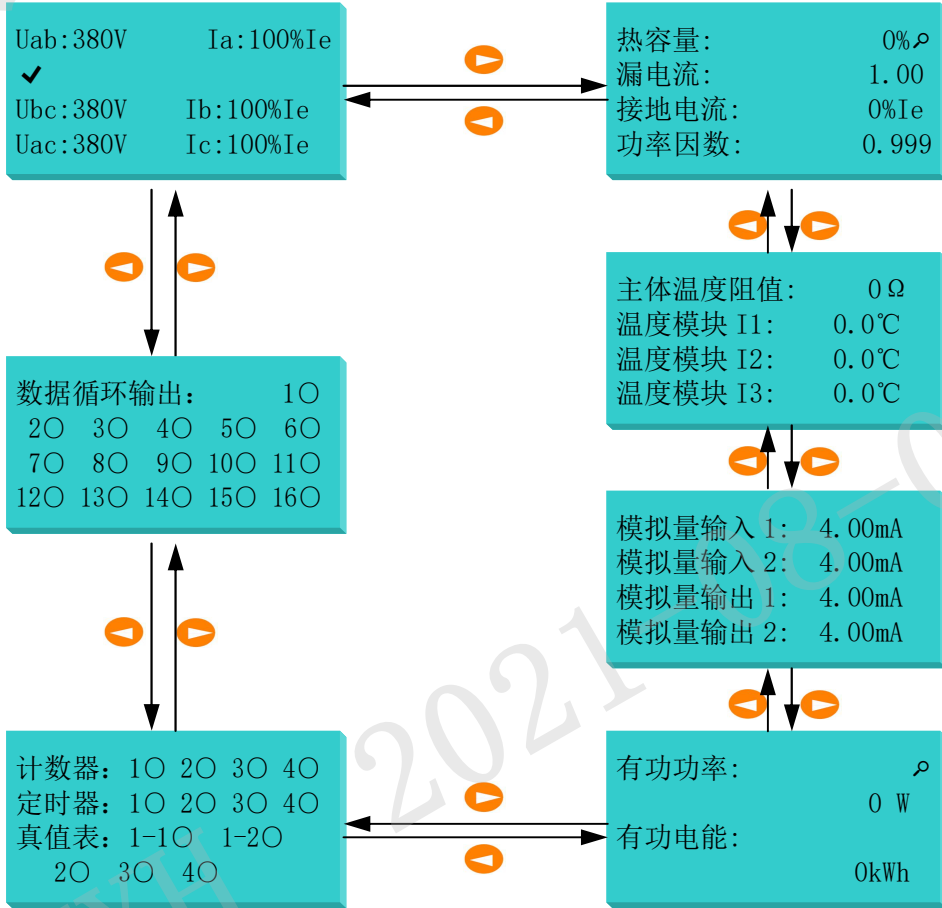 Uab:380V Ia:100%Ie
✓
Ubc:380V Ib:100%Ie
Uac:380V Ic:100%Ie
热容量: 0%
漏电流: 1.00
接地电流: 0%Ie
功率因数: 0.999
主体温度阻值: 0Ω
温度模块 I1: 0.0℃
温度模块 I2: 0.0℃
温度模块 I3: 0.0℃
数据循环输出: 1○
2○ 3○ 4○ 5○ 6○
7○ 8○ 9○ 10○ 11○
12○ 13○ 14○ 15○ 16○
模拟量输入 1: 4.00mA
模拟量输入 2: 4.00mA
模拟量输出 1: 4.00mA
模拟量输出 2: 4.00mA
计数器: 1○ 2○ 3○ 4○
定时器: 1○ 2○ 3○ 4○
真值表: 1-1○ 1-2○
2○ 3○ 4○
有功功率:
0 W
有功电能:
0kWh